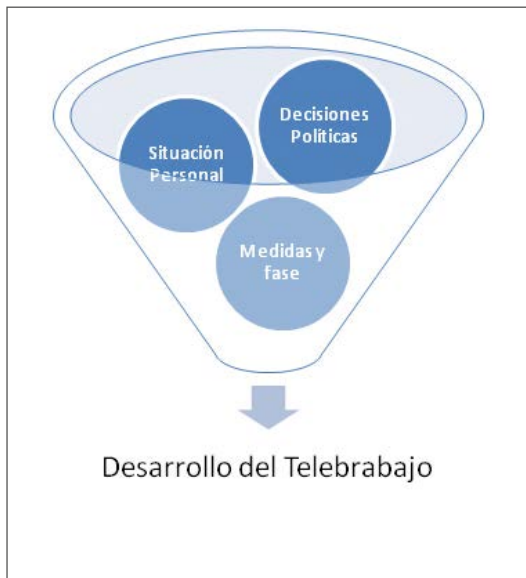 Decisiones
Políticas
Situación
Personal
Medidas y
fase
Desarrollo del Telebrabajo